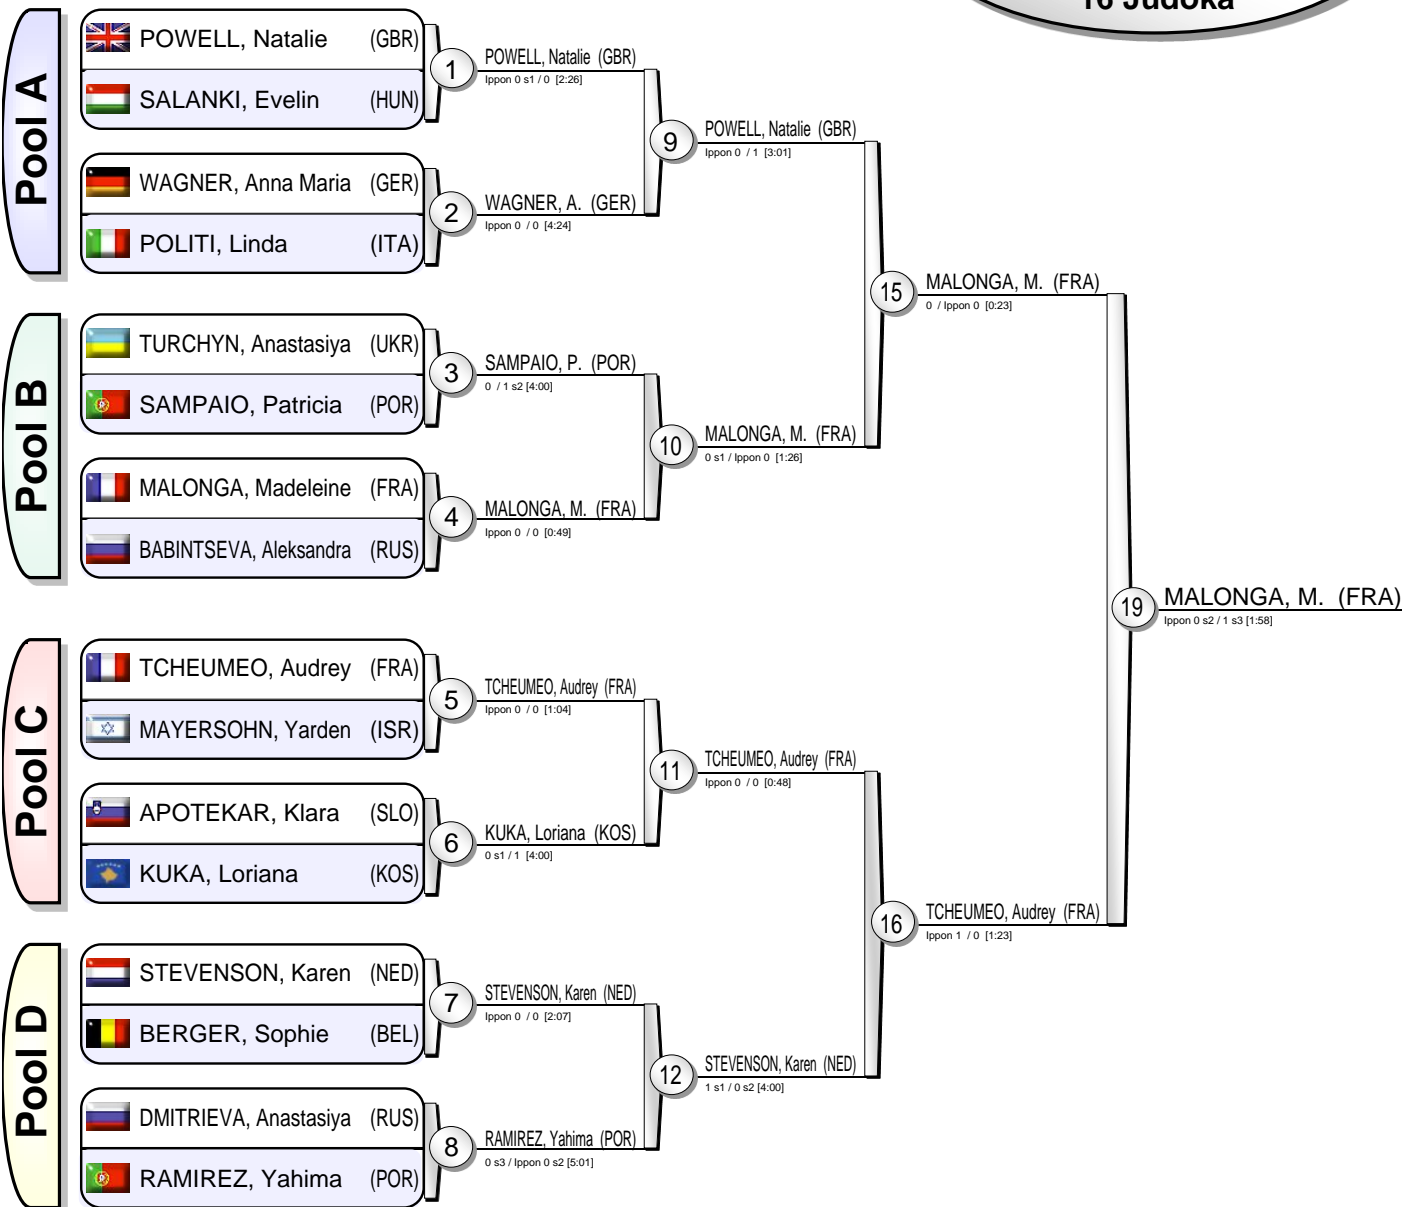 16 Judoka
Pool A
POWELL, Natalie (GBR)
SALANKI, Evelin (HUN)
1
POWELL, Natalie (GBR)
Ippon 0 s1 / 0 [2:26]
WAGNER, Anna Maria (GER)
POLITI, Linda (ITA)
2
WAGNER, A. (GER)
Ippon 0 / 0 [4:24]
9
POWELL, Natalie (GBR)
Ippon 0 / 1 [3:01]
Pool B
TURCHYN, Anastasiya (UKR)
SAMPAIO, Patricia (POR)
3
SAMPAIO, P. (POR)
0 / 1 s2 [4:00]
MALONGA, Madeleine (FRA)
BABINTSEVA, Aleksandra (RUS)
4
MALONGA, M. (FRA)
Ippon 0 / 0 [0:49]
10
MALONGA, M. (FRA)
0 s1 / Ippon 0 [1:26]
15
MALONGA, M. (FRA)
0 / Ippon 0 [0:23]
Pool C
TCHEUMEO, Audrey (FRA)
MAYERSOHN, Yarden (ISR)
5
TCHEUMEO, Audrey (FRA)
Ippon 0 / 0 [1:04]
APOTEKAR, Klara (SLO)
KUKA, Loriana (KOS)
6
KUKA, Loriana (KOS)
0 s1 / 1 [4:00]
11
TCHEUMEO, Audrey (FRA)
Ippon 0 / 0 [0:48]
Pool D
STEVENSON, Karen (NED)
BERGER, Sophie (BEL)
7
STEVENSON, Karen (NED)
Ippon 0 / 0 [2:07]
DMITRIEVA, Anastasiya (RUS)
RAMIREZ, Yahima (POR)
8
RAMIREZ, Yahima (POR)
0 s3 / Ippon 0 s2 [5:01]
12
STEVENSON, Karen (NED)
1 s1 / 0 s2 [4:00]
16
TCHEUMEO, Audrey (FRA)
Ippon 1 / 0 [1:23]
19
MALONGA, M. (FRA)
Ippon 0 s2 / 1 s3 [1:58]